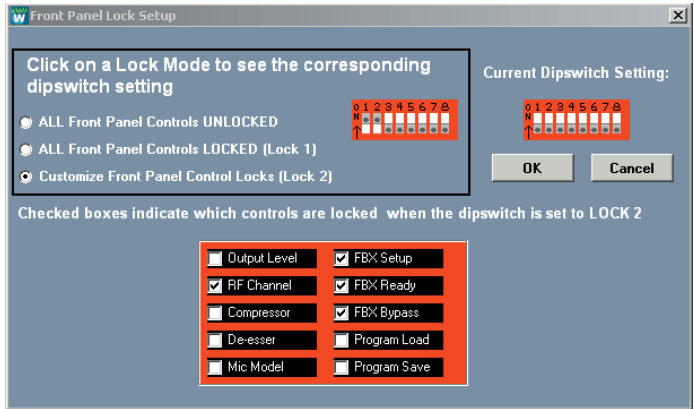 Front Panel Lock Setup
Click on a Lock Mode to see the corresponding
dipswitch setting
O 1 2 3 4 5 6 7 8
N
ALL Front Panel Controls UNLOCKED
ALL Front Panel Controls LOCKED (Lock 1)
Customize Front Panel Control Locks (Lock 2)
Current Dipswitch Setting:
O 1 2 3 4 5 6 7 8
N
OK
Cancel
Checked boxes indicate which controls are locked when the dipswitch is set to LOCK 2
Output Level
RF Channel
Compressor
De-esser
Mic Model
FBX Setup
FBX Ready
FBX Bypass
Program Load
Program Save